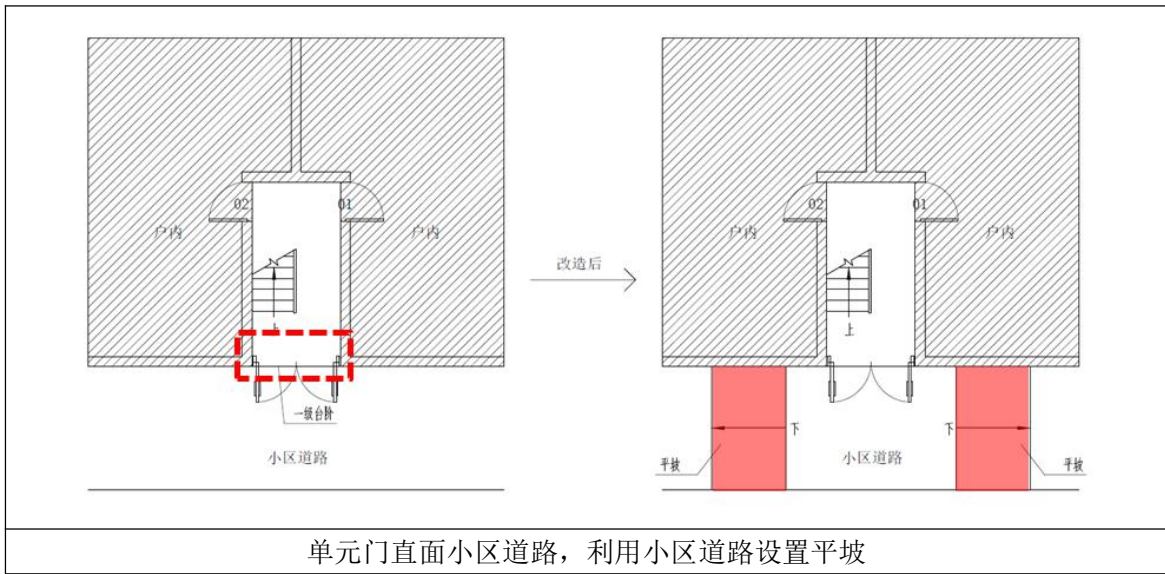 02
01
户内
户内
上
一级台阶
小区道路
改造后
02
01
户内
户内
上
下
下
平坡
小区道路
平坡
单元门直面小区道路，利用小区道路设置平坡